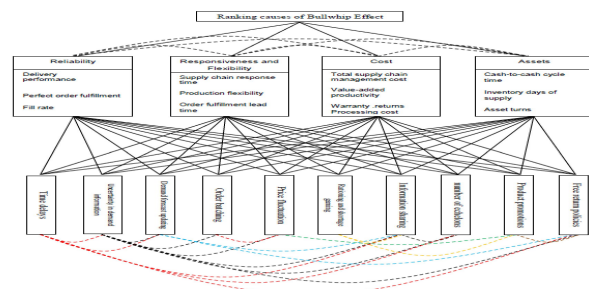 Ranking causes of Bullwhip Effect
Reliability
Delivery
performance
Perfect order fulfillment
Fill rate
Responsiveness and
Flexibility
Supply chain response
time
Production flexibility
Order fulfillment lead
time
Cost
Total supply chain
management cost
Value-added
productivity
Warranty .returns
Processing cost
Assets
Cash-to-cash cycle
time
Inventory days of
supply
Asset turns
Time delays
Uncertainty in demand
information
Demand forecast updating
Order batching
Price fluctuation
Rationing and shortage
gaming
Information sharing
number of echelons
Product promotions
Free return policies